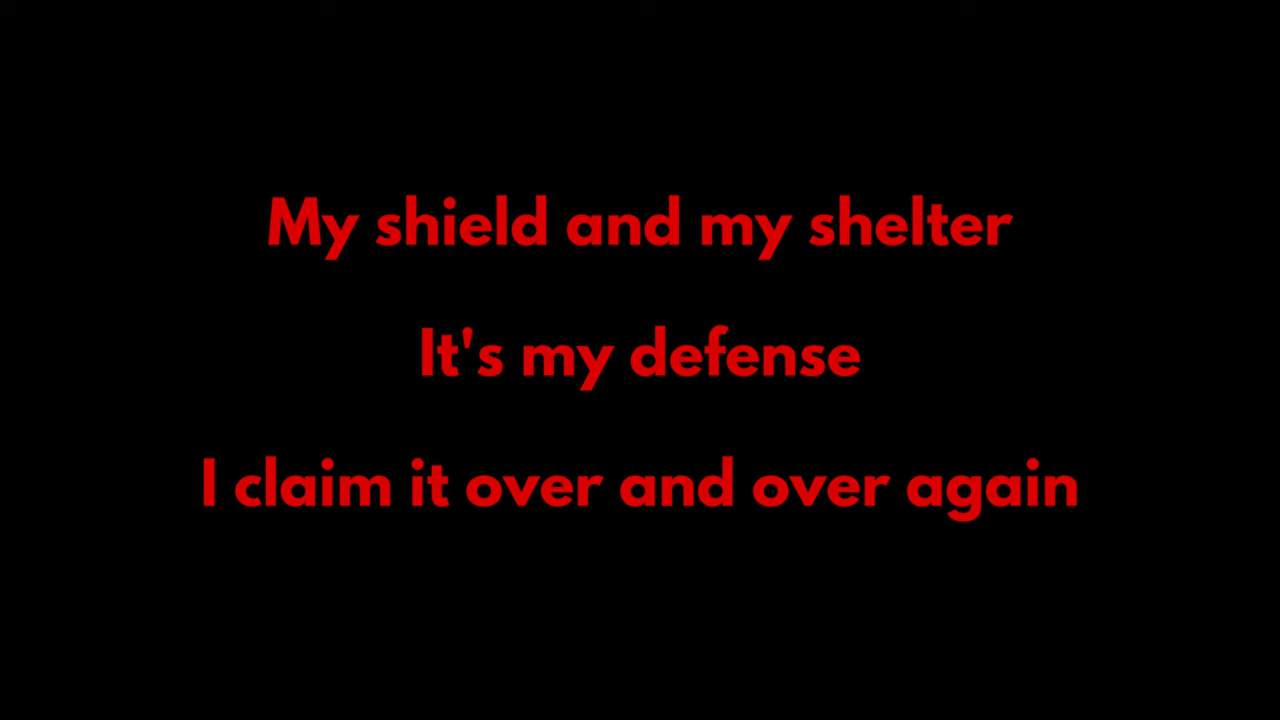 My shield and my shelter
It's my defense
I claim it over and over again